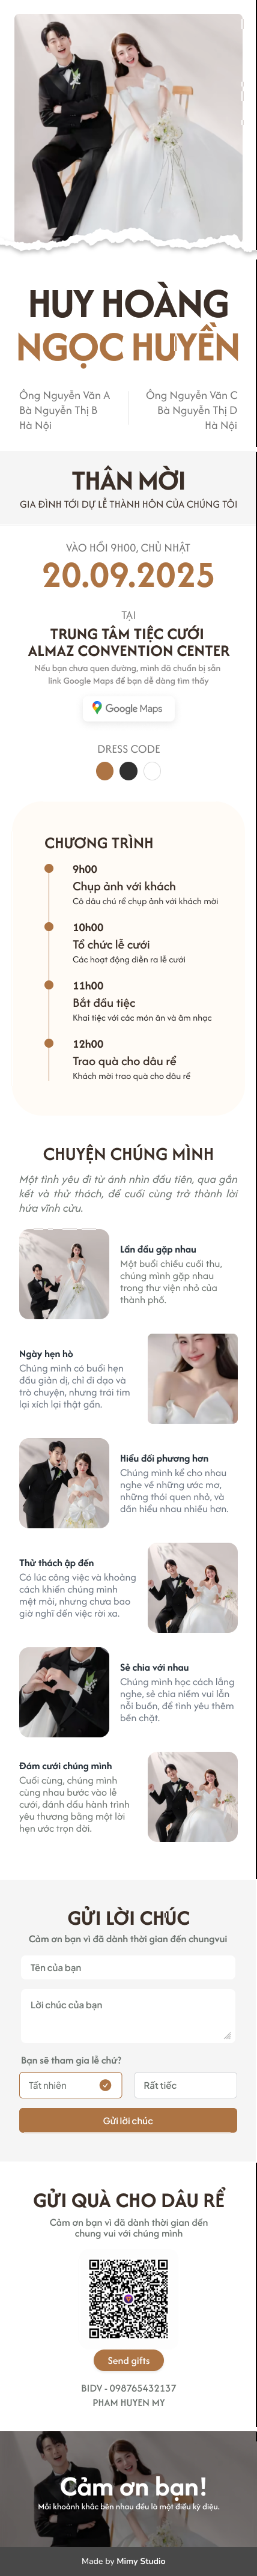 HUY HOÀNG
NGỌC HUYỀN
Ông Nguyễn Văn A
Bà Nguyễn Thị B
Hà Nội
Ông Nguyễn Văn C
Bà Nguyễn Thị D
Hà Nội
THÂN MỜI
GIA ĐÌNH TỚI DỰ LỄ THÀNH HÔN CỦA CHÚNG TÔI
VÀO HỒI 9H00, CHỦ NHẬT
20.09.2025
TẠI
TRUNG TÂM TIỆC CƯỚI
ALMAZ CONVENTION CENTER
Nếu bạn chưa quen đường, mình đã chuẩn bị sẵn
link Google Maps để bạn dễ dàng tìm thấy
Google Maps
DRESS CODE
CHƯƠNG TRÌNH
9h00
Chụp ảnh với khách
Cô dâu chú rể chụp ảnh với khách mời
10h00
Tổ chức lễ cưới
Các hoạt động diễn ra lễ cưới
11h00
Bắt đầu tiệc
Khai tiệc với các món ăn và âm nhạc
12h00
Trao quà cho dâu rể
Khách mời trao quà cho dâu rể
CHUYỆN CHÚNG MÌNH
Một tình yêu đi từ ánh nhìn đầu tiên, qua gắn
kết và thử thách, để cuối cùng trở thành lời
hứa vĩnh cửu.
Lần đầu gặp nhau
Một buổi chiều cuối thu,
chúng mình gặp nhau
trong thư viện nhỏ của
thành phố.
Ngày hẹn hò
Chúng mình có buổi hẹn
đầu giản dị, chỉ đi dạo và
trò chuyện, nhưng trái tim
lại xích lại thật gần.
Hiểu đối phương hơn
Chúng mình kể cho nhau
nghe về những ước mơ,
những thói quen nhỏ, và
dần hiểu nhau nhiều hơn.
Thử thách ập đến
Có lúc công việc và khoảng
cách khiến chúng mình
mệt mỏi, nhưng chưa bao
giờ nghĩ đến việc rời xa.
Sẻ chia với nhau
Chúng mình học cách lắng
nghe, sẻ chia niềm vui lẫn
nỗi buồn, để tình yêu thêm
bền chặt.
Đám cưới chúng mình
Cuối cùng, chúng mình
cùng nhau bước vào lễ
cưới, đánh dấu hành trình
yêu thương bằng một lời
hẹn ước trọn đời.
GỬI LỜI CHÚC
Cảm ơn bạn vì đã dành thời gian đến chungvui
Tên của bạn
Lời chúc của bạn
Bạn sẽ tham gia lễ chứ?
Tất nhiên
Rất tiếc
Gửi lời chúc
GỬI QUÀ CHO DÂU RỂ
Cảm ơn bạn vì đã dành thời gian đến
chung vui với chúng mình
Send gifts
BIDV - 098765432137
PHAM HUYEN MY
Cảm ơn bạn!
Mỗi khoảnh khắc bên nhau đều là một điều kỳ diệu.
Made by Mimy Studio